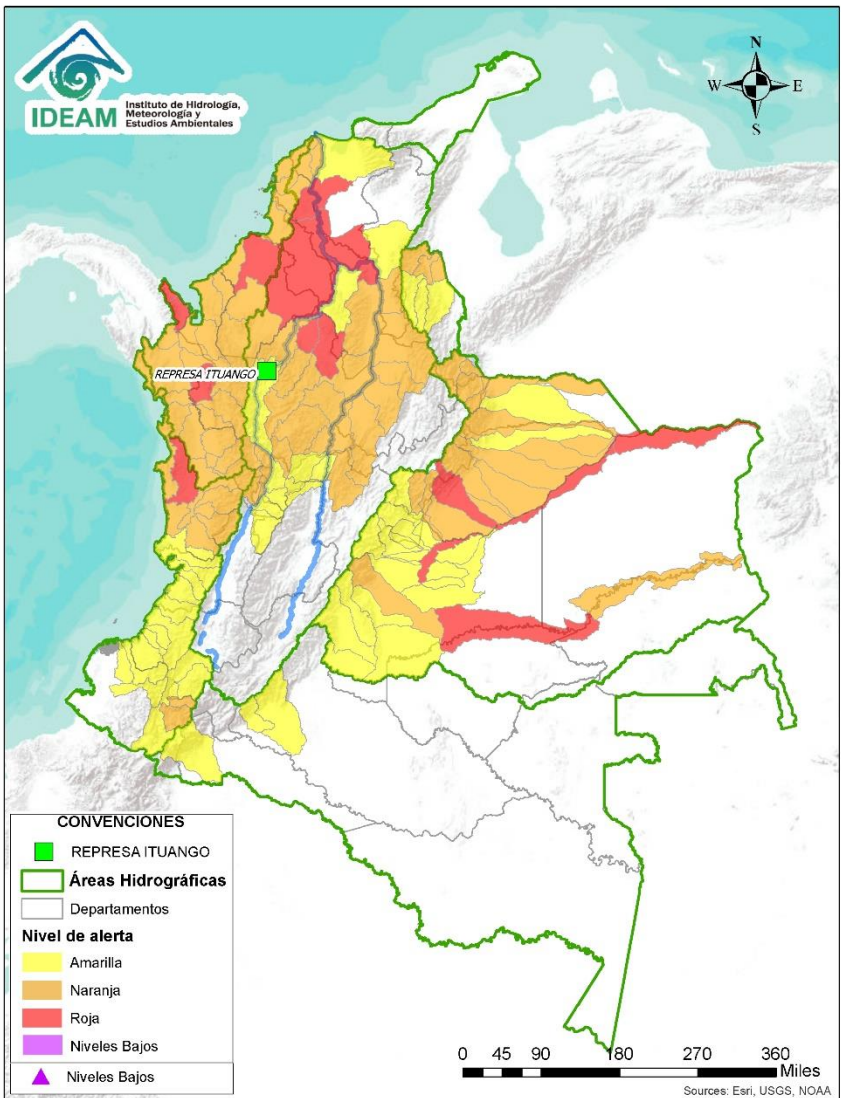 IDEAM
Instituto de Hidrología,
Meteorología y
Estudios Ambientales
N
W
E
S
REPRESA ITUANGO
CONVENCIONES
REPRESA ITUANGO
Áreas Hidrográficas
Departamentos
Nivel de alerta
Amarilla
Naranja
Roja
Niveles Bajos
Niveles Bajos
0 45 90 180 270 360
Miles
Sources: Esri, USGS, NOAA